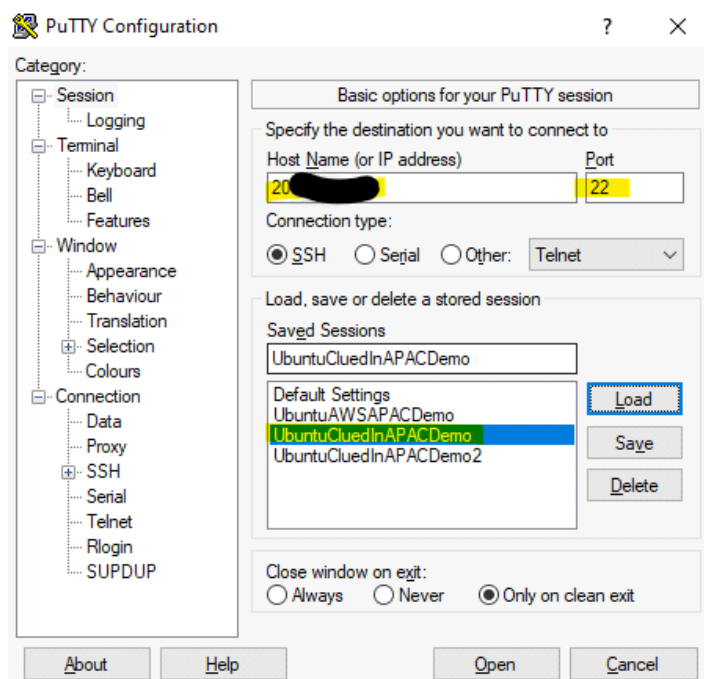 PuTTY Configuration
?
Category:
Session
Logging
Terminal
Keyboard
Bell
Features
Window
Appearance
Behaviour
Translation
Selection
Colours
Connection
Data
Proxy
SSH
Serial
Telnet
Rlogin
SUPDUP
Basic options for your PuTTY session
Specify the destination you want to connect to
Host Name (or IP address) Port
20 22
Connection type:
SSH Serial Other: Telnet
Load, save or delete a stored session
Saved Sessions
UbuntuCluedInAPACDemo
Default Settings
UbuntuAWSAPACDemo
UbuntuCluedInAPACDemo
UbuntuCluedInAPACDemo2
Load
Save
Delete
Close window on exit:
Always Never Only on clean exit
About Help Open Cancel